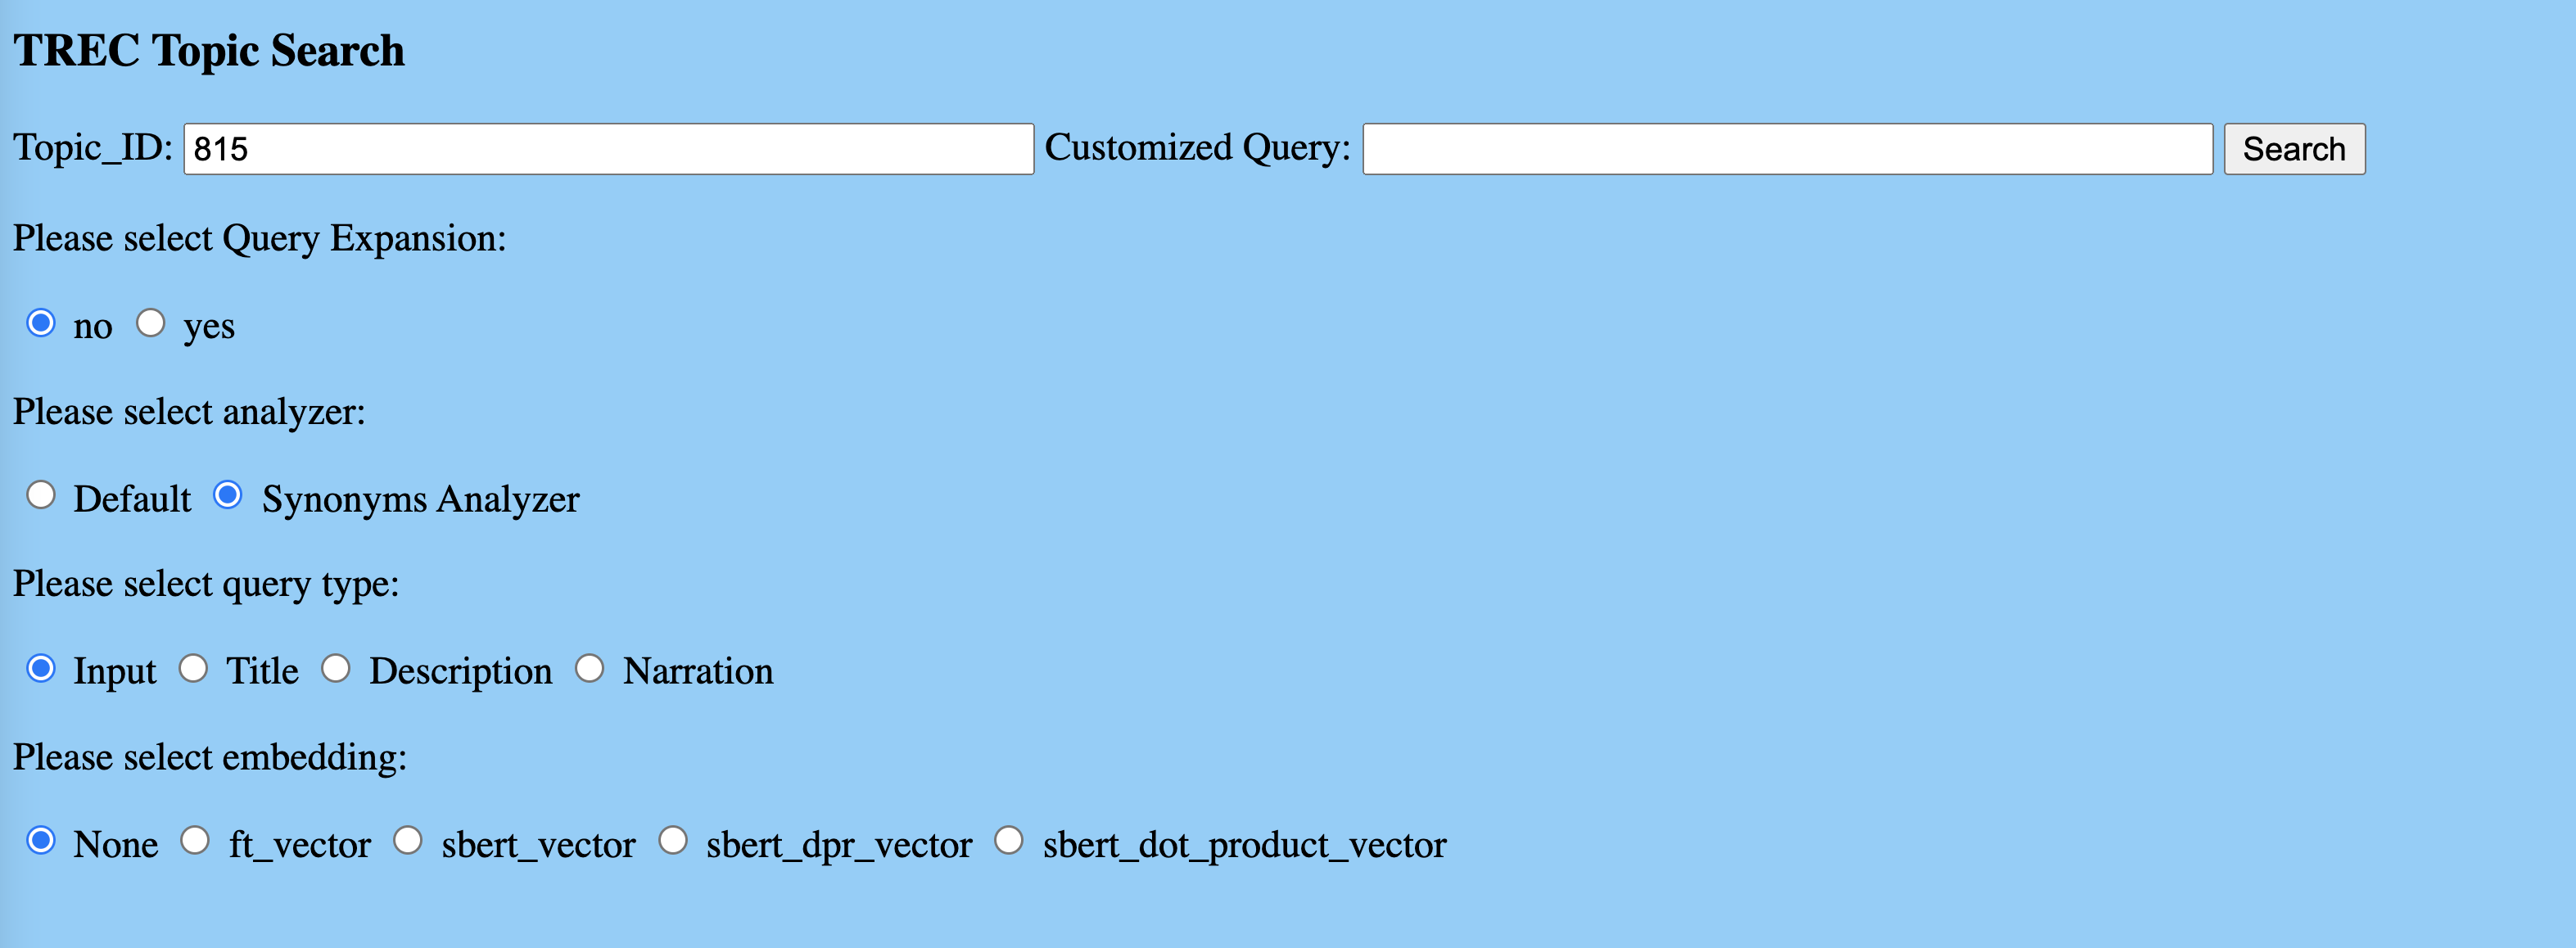 TREC Topic Search
Topic_ID: 815 Customized Query: Search
Please select Query Expansion:
no yes
Please select analyzer:
Default Synonyms Analyzer
Please select query type:
Input Title Description Narration
Please select embedding:
None ft_vector sbert_vector sbert_dpr_vector sbert_dot_product_vector